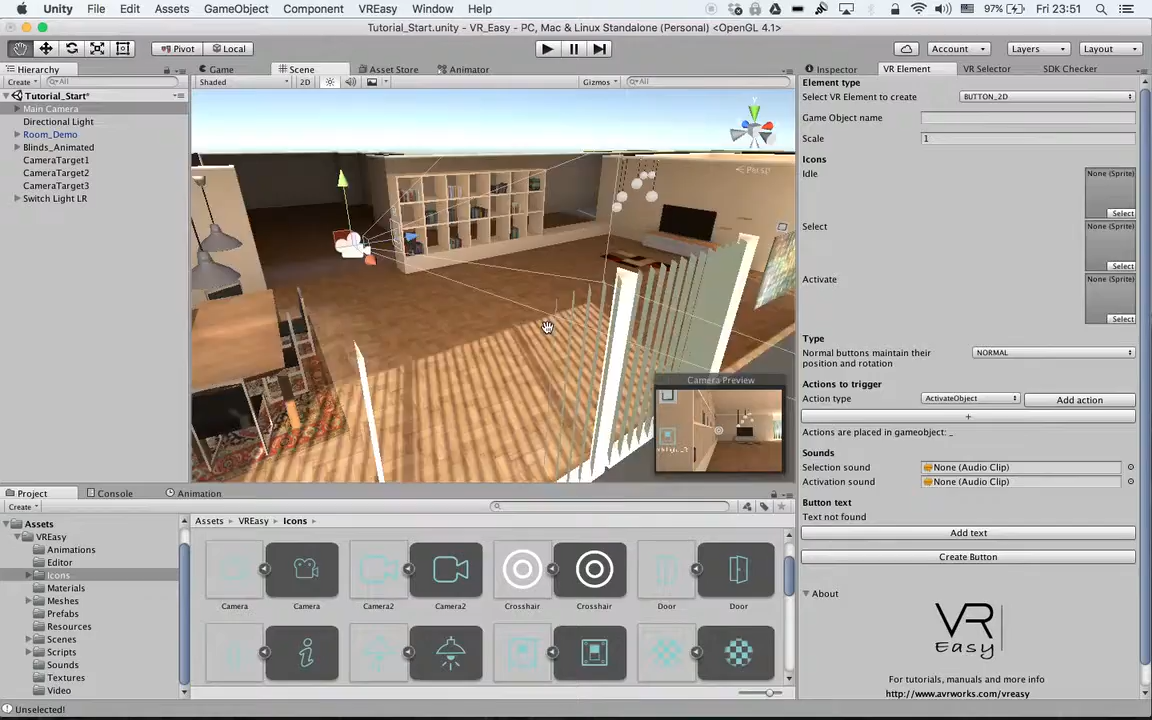 Unity File Edit Assets GameObject Component VREasy Window Help 97% Fri 23:51
Tutorial_Start.unity - VR_Easy - PC, Mac & Linux Standalone (Personal) <OpenGL 4.1>
Pivot Local Account Layers Layout
Hierarchy Game Scene Asset Store Animator Inspector VR Element VR Selector SDK Checker
Create All Shaded 2D Gizmos All
Tutorial_Start*
Main Camera
Directional Light
Room_Demo
Blinds_Animated
CameraTarget1
CameraTarget2
CameraTarget3
Switch Light LR
y
Persp
Camera Preview
Element type
Select VR Element to create BUTTON_2D
Game Object name
Scale 1
Icons
Idle None (Sprite)
Select
Select None (Sprite)
Select
Activate None (Sprite)
Select
Type
Normal buttons maintain their NORMAL
position and rotation
Actions to trigger
Action type ActivateObject Add action
+
Actions are placed in gameobject: _
Sounds
Selection sound None (Audio Clip)
Activation sound None (Audio Clip)
Button text
Text not found
Add text
Create Button
About
VR
Easy
For tutorials, manuals and more info
http://www.avrworks.com/vreasy
Project Console Animation
Create
Assets
VREasy
Animations
Editor
Icons
Materials
Meshes
Prefabs
Resources
Scenes
Scripts
Sounds
Textures
Video
Assets VREasy Icons
Camera Camera Camera2 Camera2 Crosshair Crosshair Door Door
Unselected!